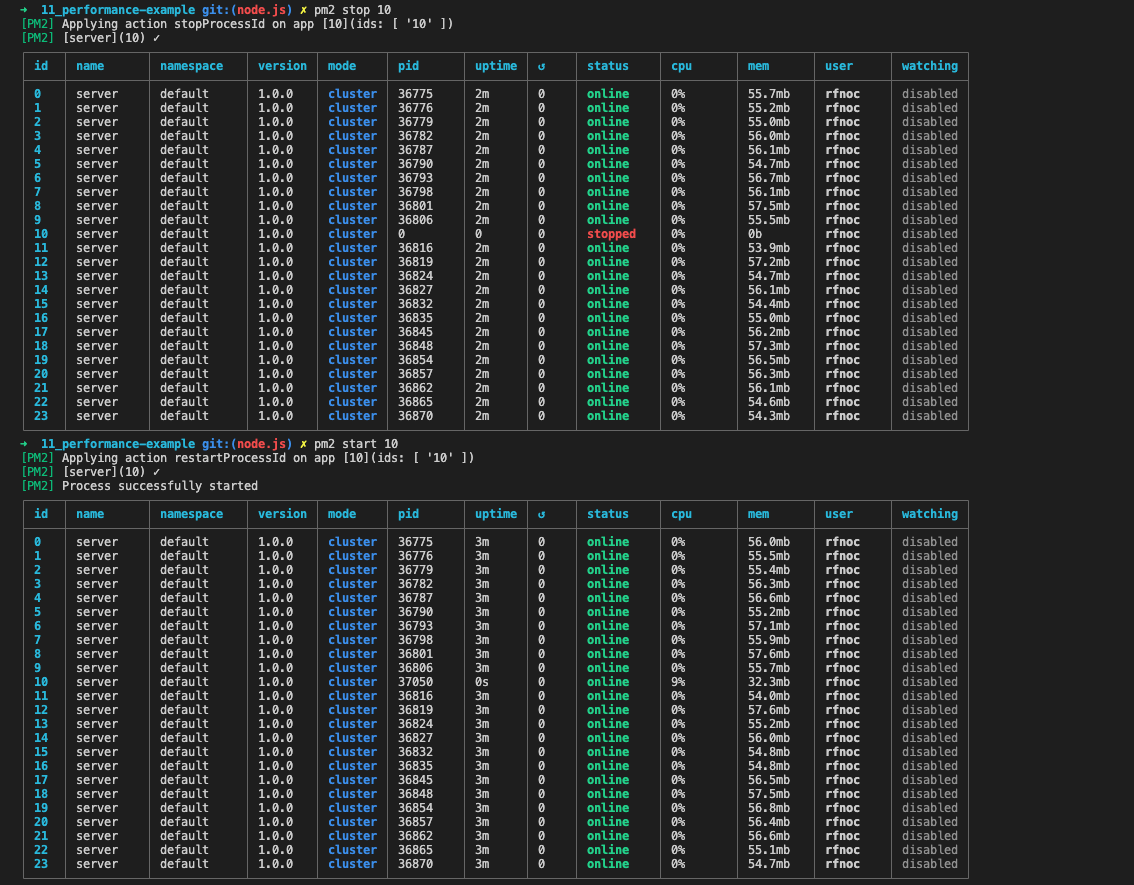 → 11_performance-example git:(node.js) ✗ pm2 stop 10
[PM2] Applying action stopProcessId on app [10](ids: [ '10' ])
[PM2] [server](10) ✓
id name namespace version mode pid uptime ↺ status cpu mem user watching
0 server default 1.0.0 cluster 36775 2m 0 online 0% 55.7mb rfnoc disabled
1 server default 1.0.0 cluster 36776 2m 0 online 0% 55.2mb rfnoc disabled
2 server default 1.0.0 cluster 36779 2m 0 online 0% 55.0mb rfnoc disabled
3 server default 1.0.0 cluster 36782 2m 0 online 0% 56.0mb rfnoc disabled
4 server default 1.0.0 cluster 36787 2m 0 online 0% 56.1mb rfnoc disabled
5 server default 1.0.0 cluster 36790 2m 0 online 0% 54.7mb rfnoc disabled
6 server default 1.0.0 cluster 36793 2m 0 online 0% 56.7mb rfnoc disabled
7 server default 1.0.0 cluster 36798 2m 0 online 0% 56.1mb rfnoc disabled
8 server default 1.0.0 cluster 36801 2m 0 online 0% 57.5mb rfnoc disabled
9 server default 1.0.0 cluster 36806 2m 0 online 0% 55.5mb rfnoc disabled
10 server default 1.0.0 cluster 0 0 0 stopped 0% 0b rfnoc disabled
11 server default 1.0.0 cluster 36816 2m 0 online 0% 53.9mb rfnoc disabled
12 server default 1.0.0 cluster 36819 2m 0 online 0% 57.2mb rfnoc disabled
13 server default 1.0.0 cluster 36824 2m 0 online 0% 54.7mb rfnoc disabled
14 server default 1.0.0 cluster 36827 2m 0 online 0% 56.1mb rfnoc disabled
15 server default 1.0.0 cluster 36832 2m 0 online 0% 54.4mb rfnoc disabled
16 server default 1.0.0 cluster 36835 2m 0 online 0% 55.0mb rfnoc disabled
17 server default 1.0.0 cluster 36845 2m 0 online 0% 56.2mb rfnoc disabled
18 server default 1.0.0 cluster 36848 2m 0 online 0% 57.3mb rfnoc disabled
19 server default 1.0.0 cluster 36854 2m 0 online 0% 56.5mb rfnoc disabled
20 server default 1.0.0 cluster 36857 2m 0 online 0% 56.3mb rfnoc disabled
21 server default 1.0.0 cluster 36862 2m 0 online 0% 56.1mb rfnoc disabled
22 server default 1.0.0 cluster 36865 2m 0 online 0% 54.6mb rfnoc disabled
23 server default 1.0.0 cluster 36870 2m 0 online 0% 54.3mb rfnoc disabled
→ 11_performance-example git:(node.js) ✗ pm2 start 10
[PM2] Applying action restartProcessId on app [10](ids: [ '10' ])
[PM2] [server](10) ✓
[PM2] Process successfully started
id name namespace version mode pid uptime ↺ status cpu mem user watching
0 server default 1.0.0 cluster 36775 3m 0 online 0% 56.0mb rfnoc disabled
1 server default 1.0.0 cluster 36776 3m 0 online 0% 55.5mb rfnoc disabled
2 server default 1.0.0 cluster 36779 3m 0 online 0% 55.4mb rfnoc disabled
3 server default 1.0.0 cluster 36782 3m 0 online 0% 56.3mb rfnoc disabled
4 server default 1.0.0 cluster 36787 3m 0 online 0% 56.6mb rfnoc disabled
5 server default 1.0.0 cluster 36790 3m 0 online 0% 55.2mb rfnoc disabled
6 server default 1.0.0 cluster 36793 3m 0 online 0% 57.1mb rfnoc disabled
7 server default 1.0.0 cluster 36798 3m 0 online 0% 55.9mb rfnoc disabled
8 server default 1.0.0 cluster 36801 3m 0 online 0% 57.6mb rfnoc disabled
9 server default 1.0.0 cluster 36806 3m 0 online 0% 55.7mb rfnoc disabled
10 server default 1.0.0 cluster 37050 0s 0 online 9% 32.3mb rfnoc disabled
11 server default 1.0.0 cluster 36816 3m 0 online 0% 54.0mb rfnoc disabled
12 server default 1.0.0 cluster 36819 3m 0 online 0% 57.6mb rfnoc disabled
13 server default 1.0.0 cluster 36824 3m 0 online 0% 55.2mb rfnoc disabled
14 server default 1.0.0 cluster 36827 3m 0 online 0% 56.0mb rfnoc disabled
15 server default 1.0.0 cluster 36832 3m 0 online 0% 54.8mb rfnoc disabled
16 server default 1.0.0 cluster 36835 3m 0 online 0% 54.8mb rfnoc disabled
17 server default 1.0.0 cluster 36845 3m 0 online 0% 56.5mb rfnoc disabled
18 server default 1.0.0 cluster 36848 3m 0 online 0% 57.5mb rfnoc disabled
19 server default 1.0.0 cluster 36854 3m 0 online 0% 56.8mb rfnoc disabled
20 server default 1.0.0 cluster 36857 3m 0 online 0% 56.4mb rfnoc disabled
21 server default 1.0.0 cluster 36862 3m 0 online 0% 56.6mb rfnoc disabled
22 server default 1.0.0 cluster 36865 3m 0 online 0% 55.1mb rfnoc disabled
23 server default 1.0.0 cluster 36870 3m 0 online 0% 54.7mb rfnoc disabled